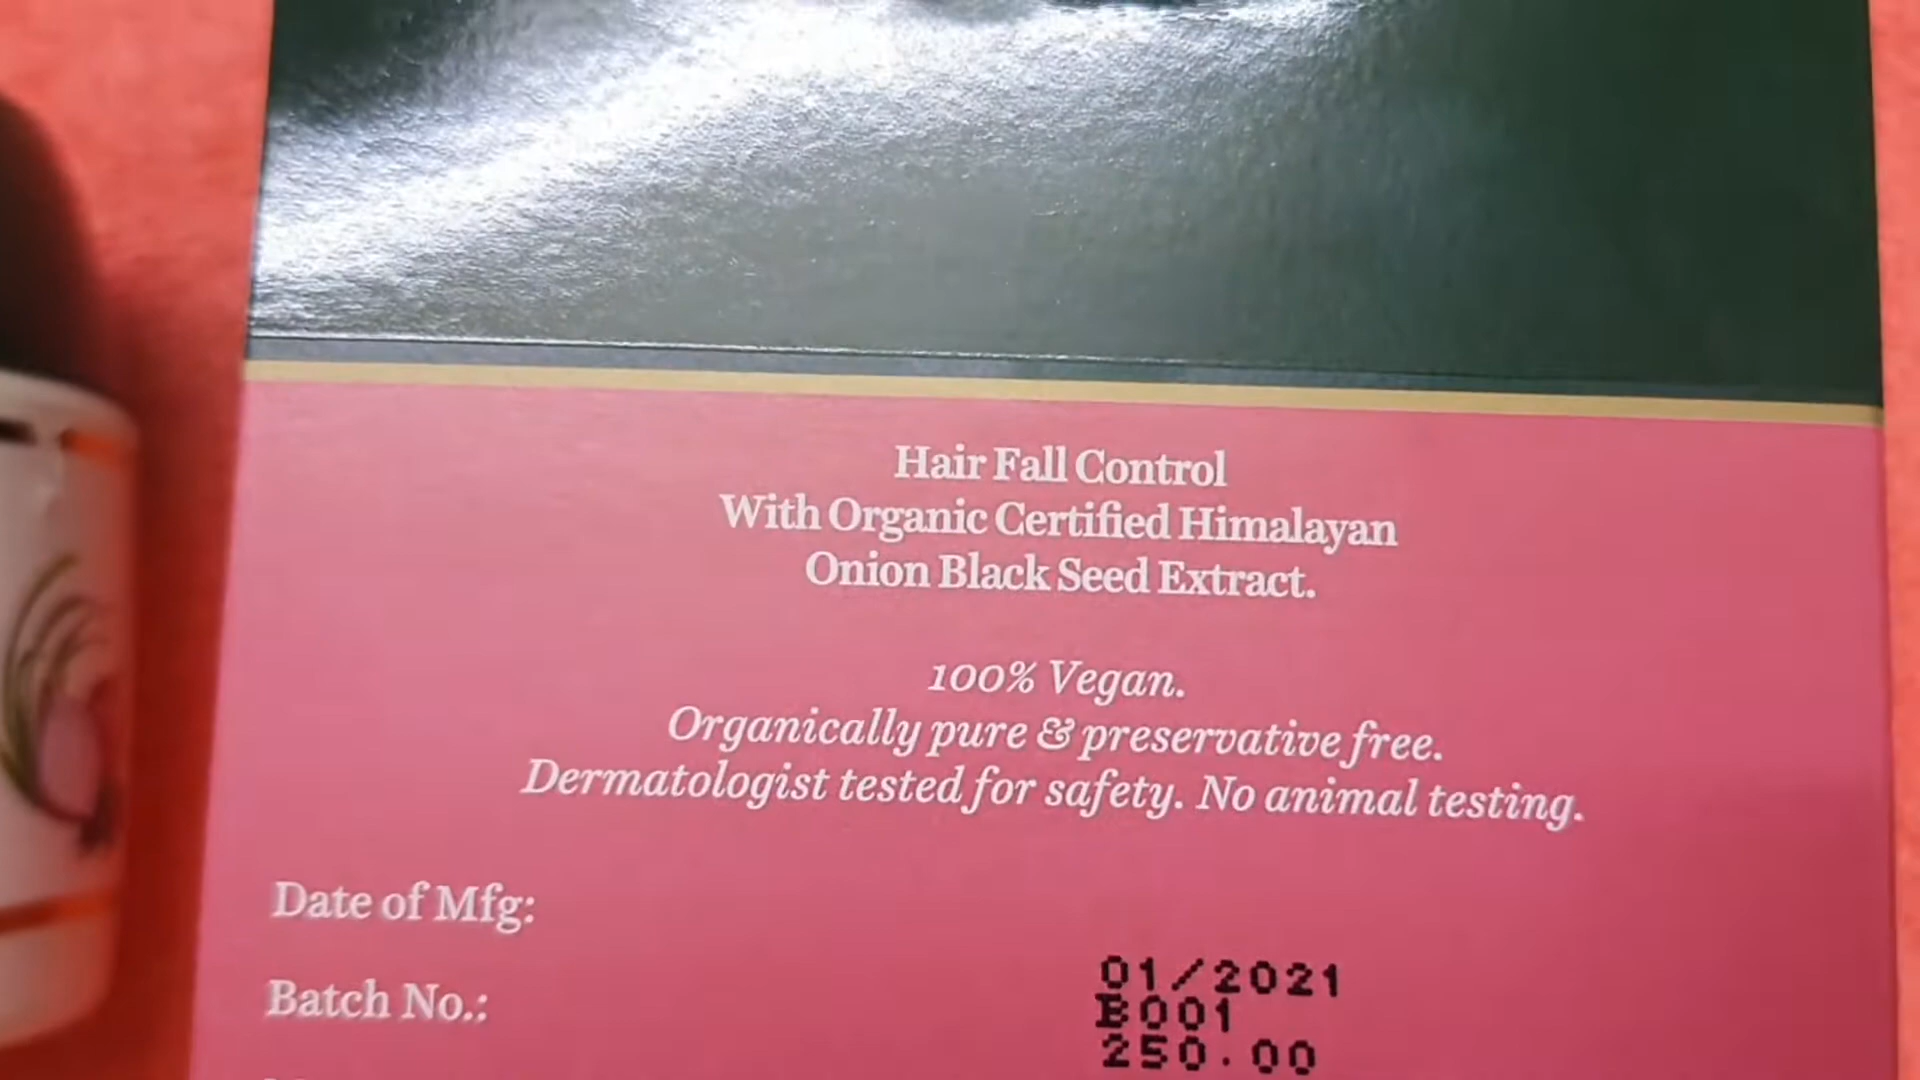 Hair Fall Control
With Organic Certified Himalayan
Onion Black Seed Extract.
100% Vegan.
Organically pure & preservative free.
Dermatologist tested for safety. No animal testing.
Date of Mfg:
01/2021
Batch No.:
B001
250.00